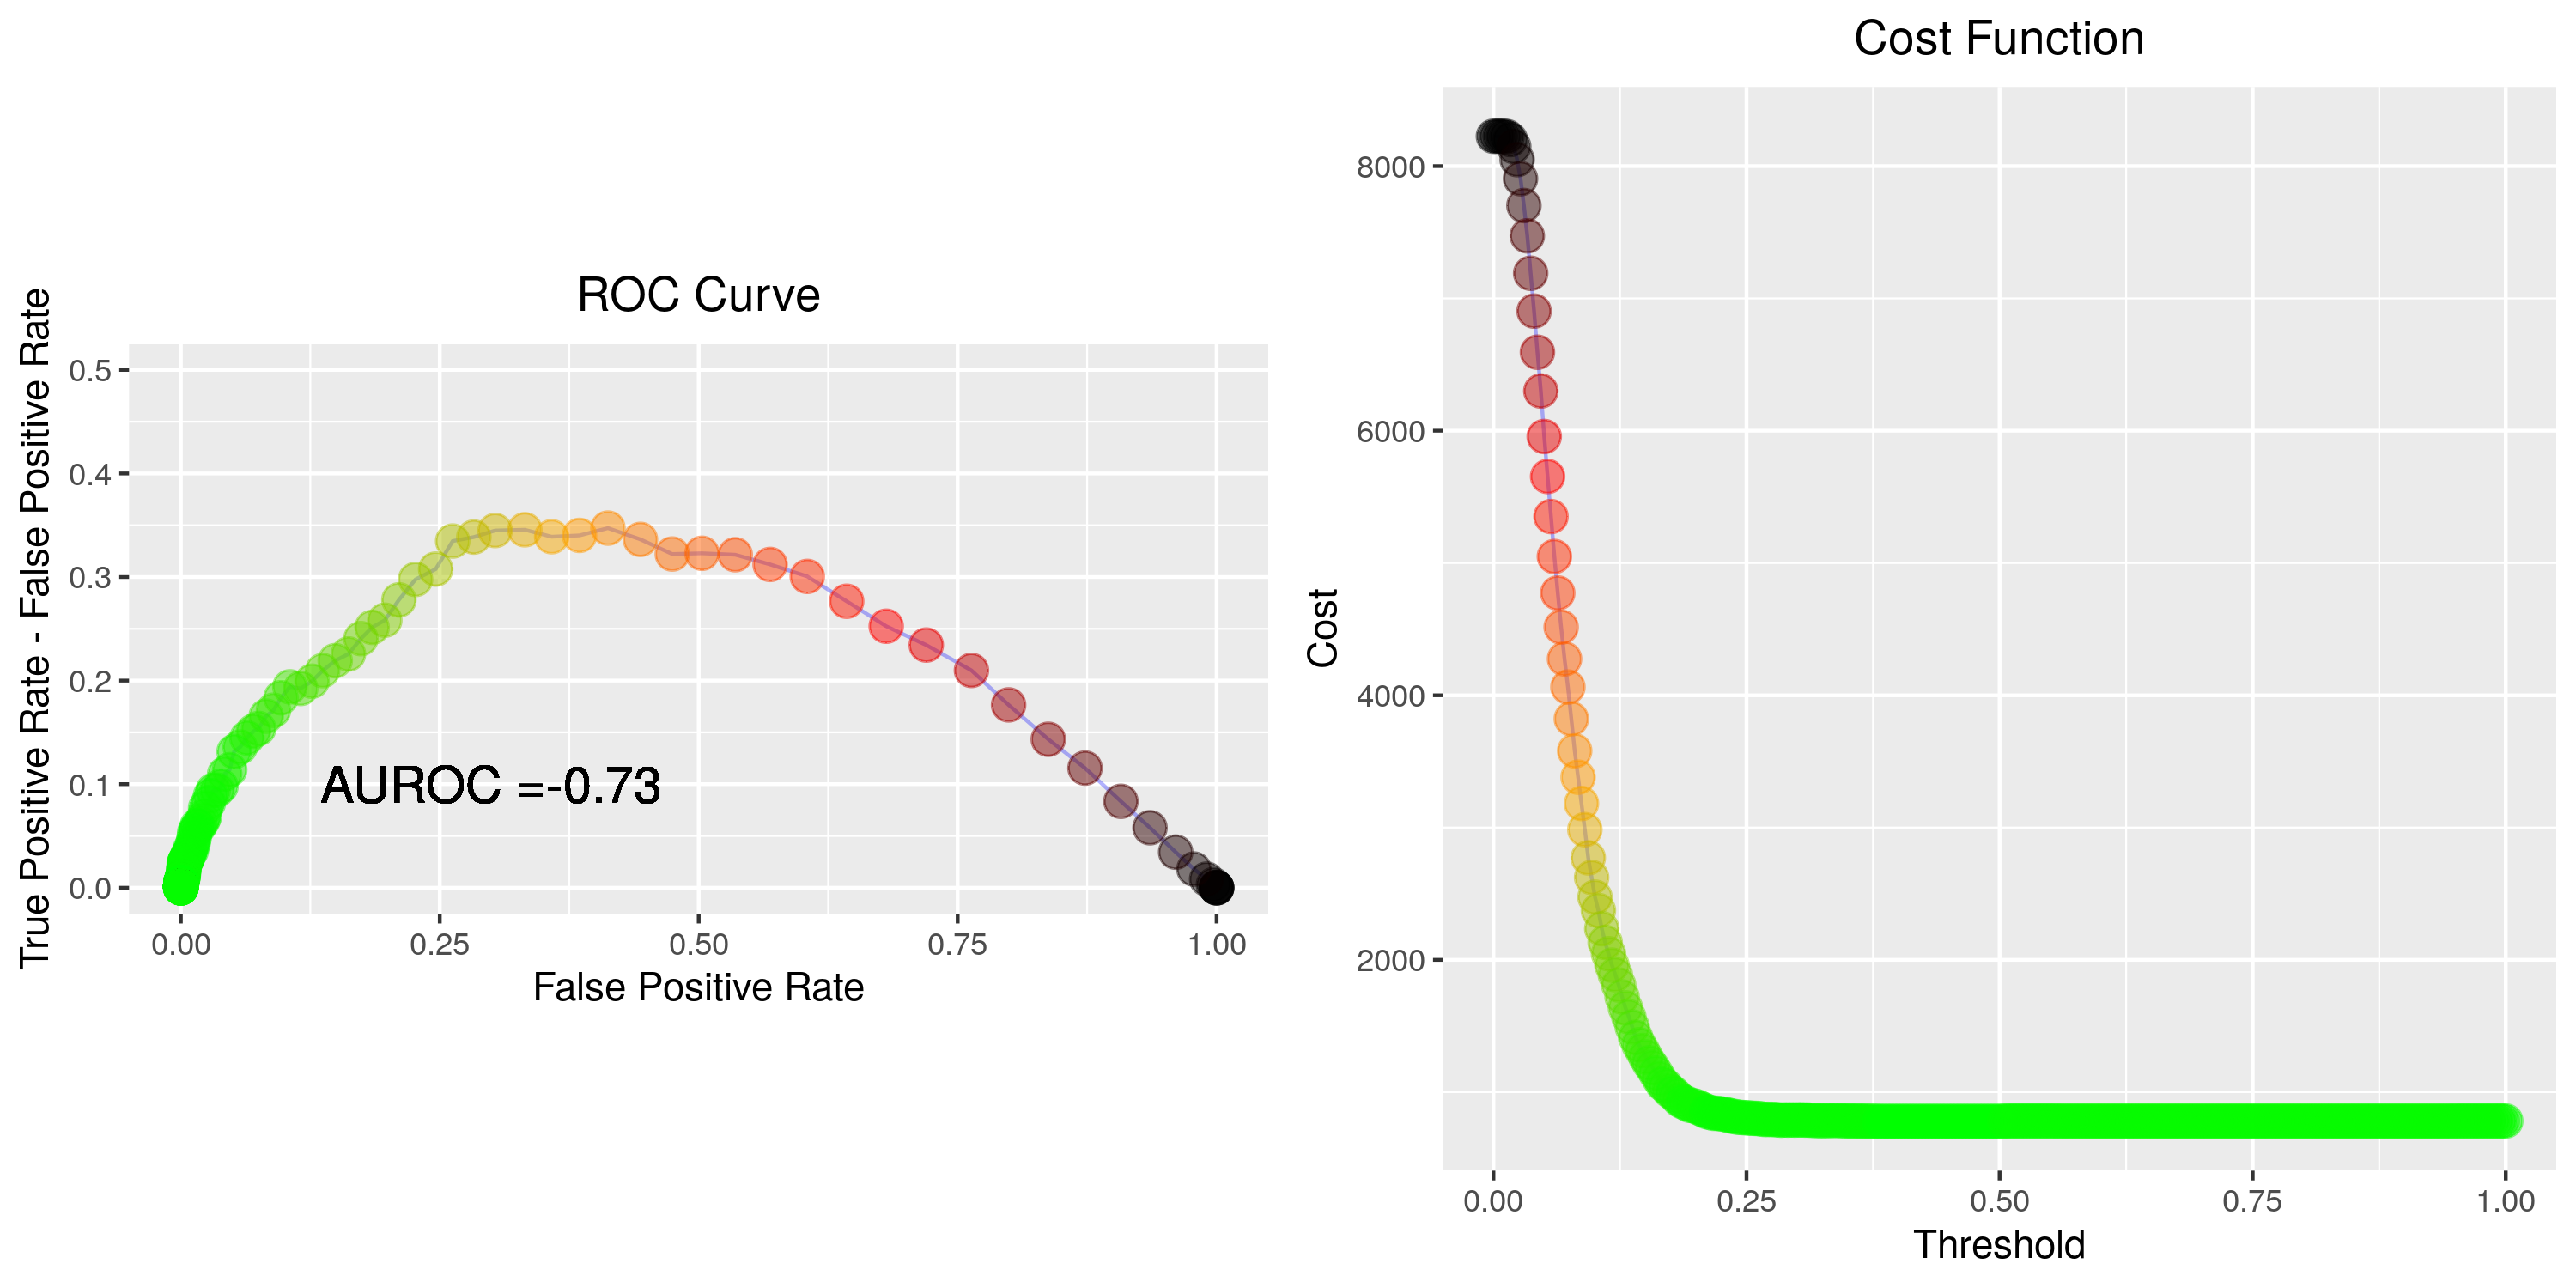 ROC Curve
True Positive Rate - False Positive Rate
0.5
0.4
0.3
0.2
0.1
0.0
AUROC =-0.73
0.00 0.25 0.50 0.75 1.00
False Positive Rate
Cost Function
Cost
8000
6000
4000
2000
0.00 0.25 0.50 0.75 1.00
Threshold